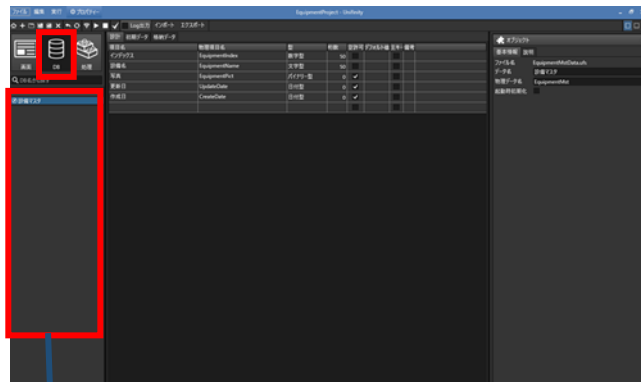 ファイル 編集 実行 プロパティー EquipmentProject - Unifinity
Log出力 インポート エクスポート
画面 DB 処理
設備マスタ
設計 初期データ 格納データ
項目名 物理項目名 型 桁数 空許可 デフォルト値 主キー 備考
インデックス EquipmentIndex 数字型 50
設備名 EquipmentName 文字型 50
写真 EquipmentPict バイナリー型 0
更新日 UpdateDate 日付型 0
作成日 CreateDate 日付型 0
オブジェクト
基本情報 説明
ファイル名 EquipmentMstData.ufs
データ名 設備マスタ
物理データ名 EquipmentMst
起動時初期化